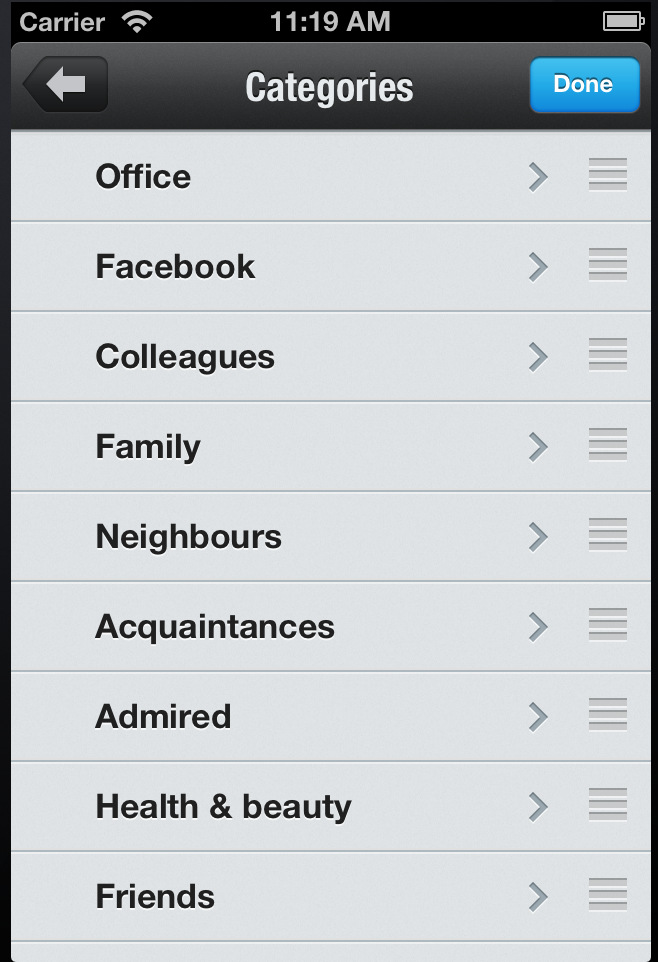 Carrier 11:19 AM
Categories Done
Office
Facebook
Colleagues
Family
Neighbours
Acquaintances
Admired
Health & beauty
Friends